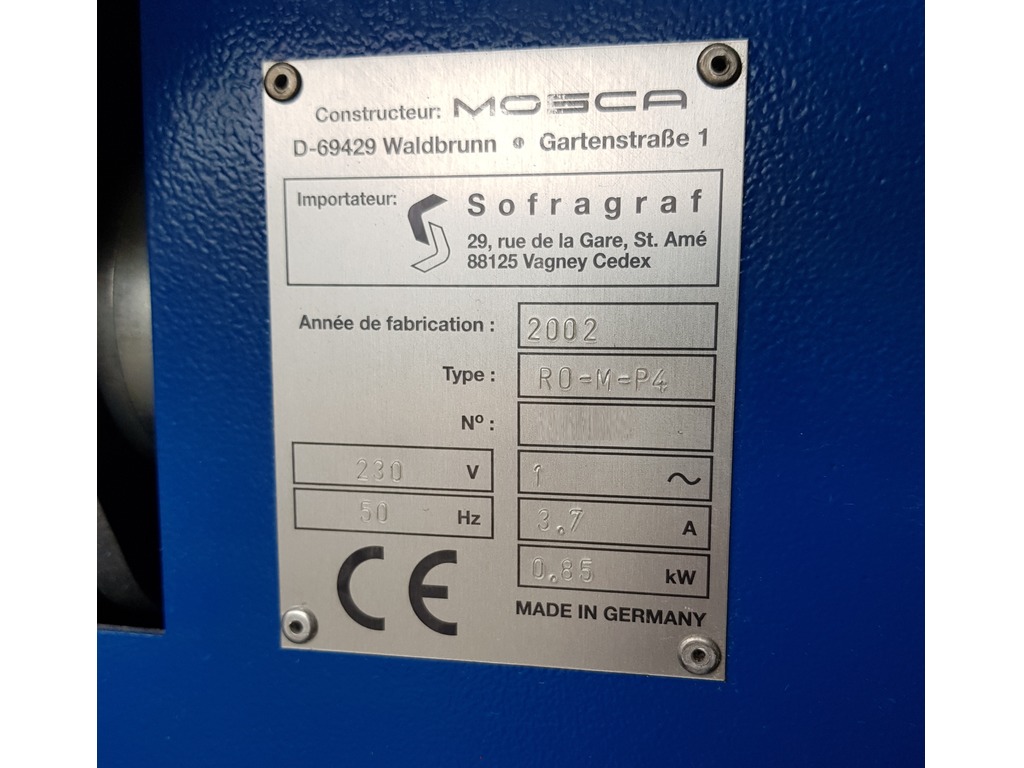 Constructeur: MOSCA
D-69429 Waldbrunn • Gartenstraße 1
Importateur: Sofragraf
29, rue de la Gare, St. Amé
88125 Vagney Cedex
Année de fabrication : 2002
Type : RO-M-P4
Nº :
230 V 1 ~
50 Hz 3.7 A
0.85 kW
CE
MADE IN GERMANY